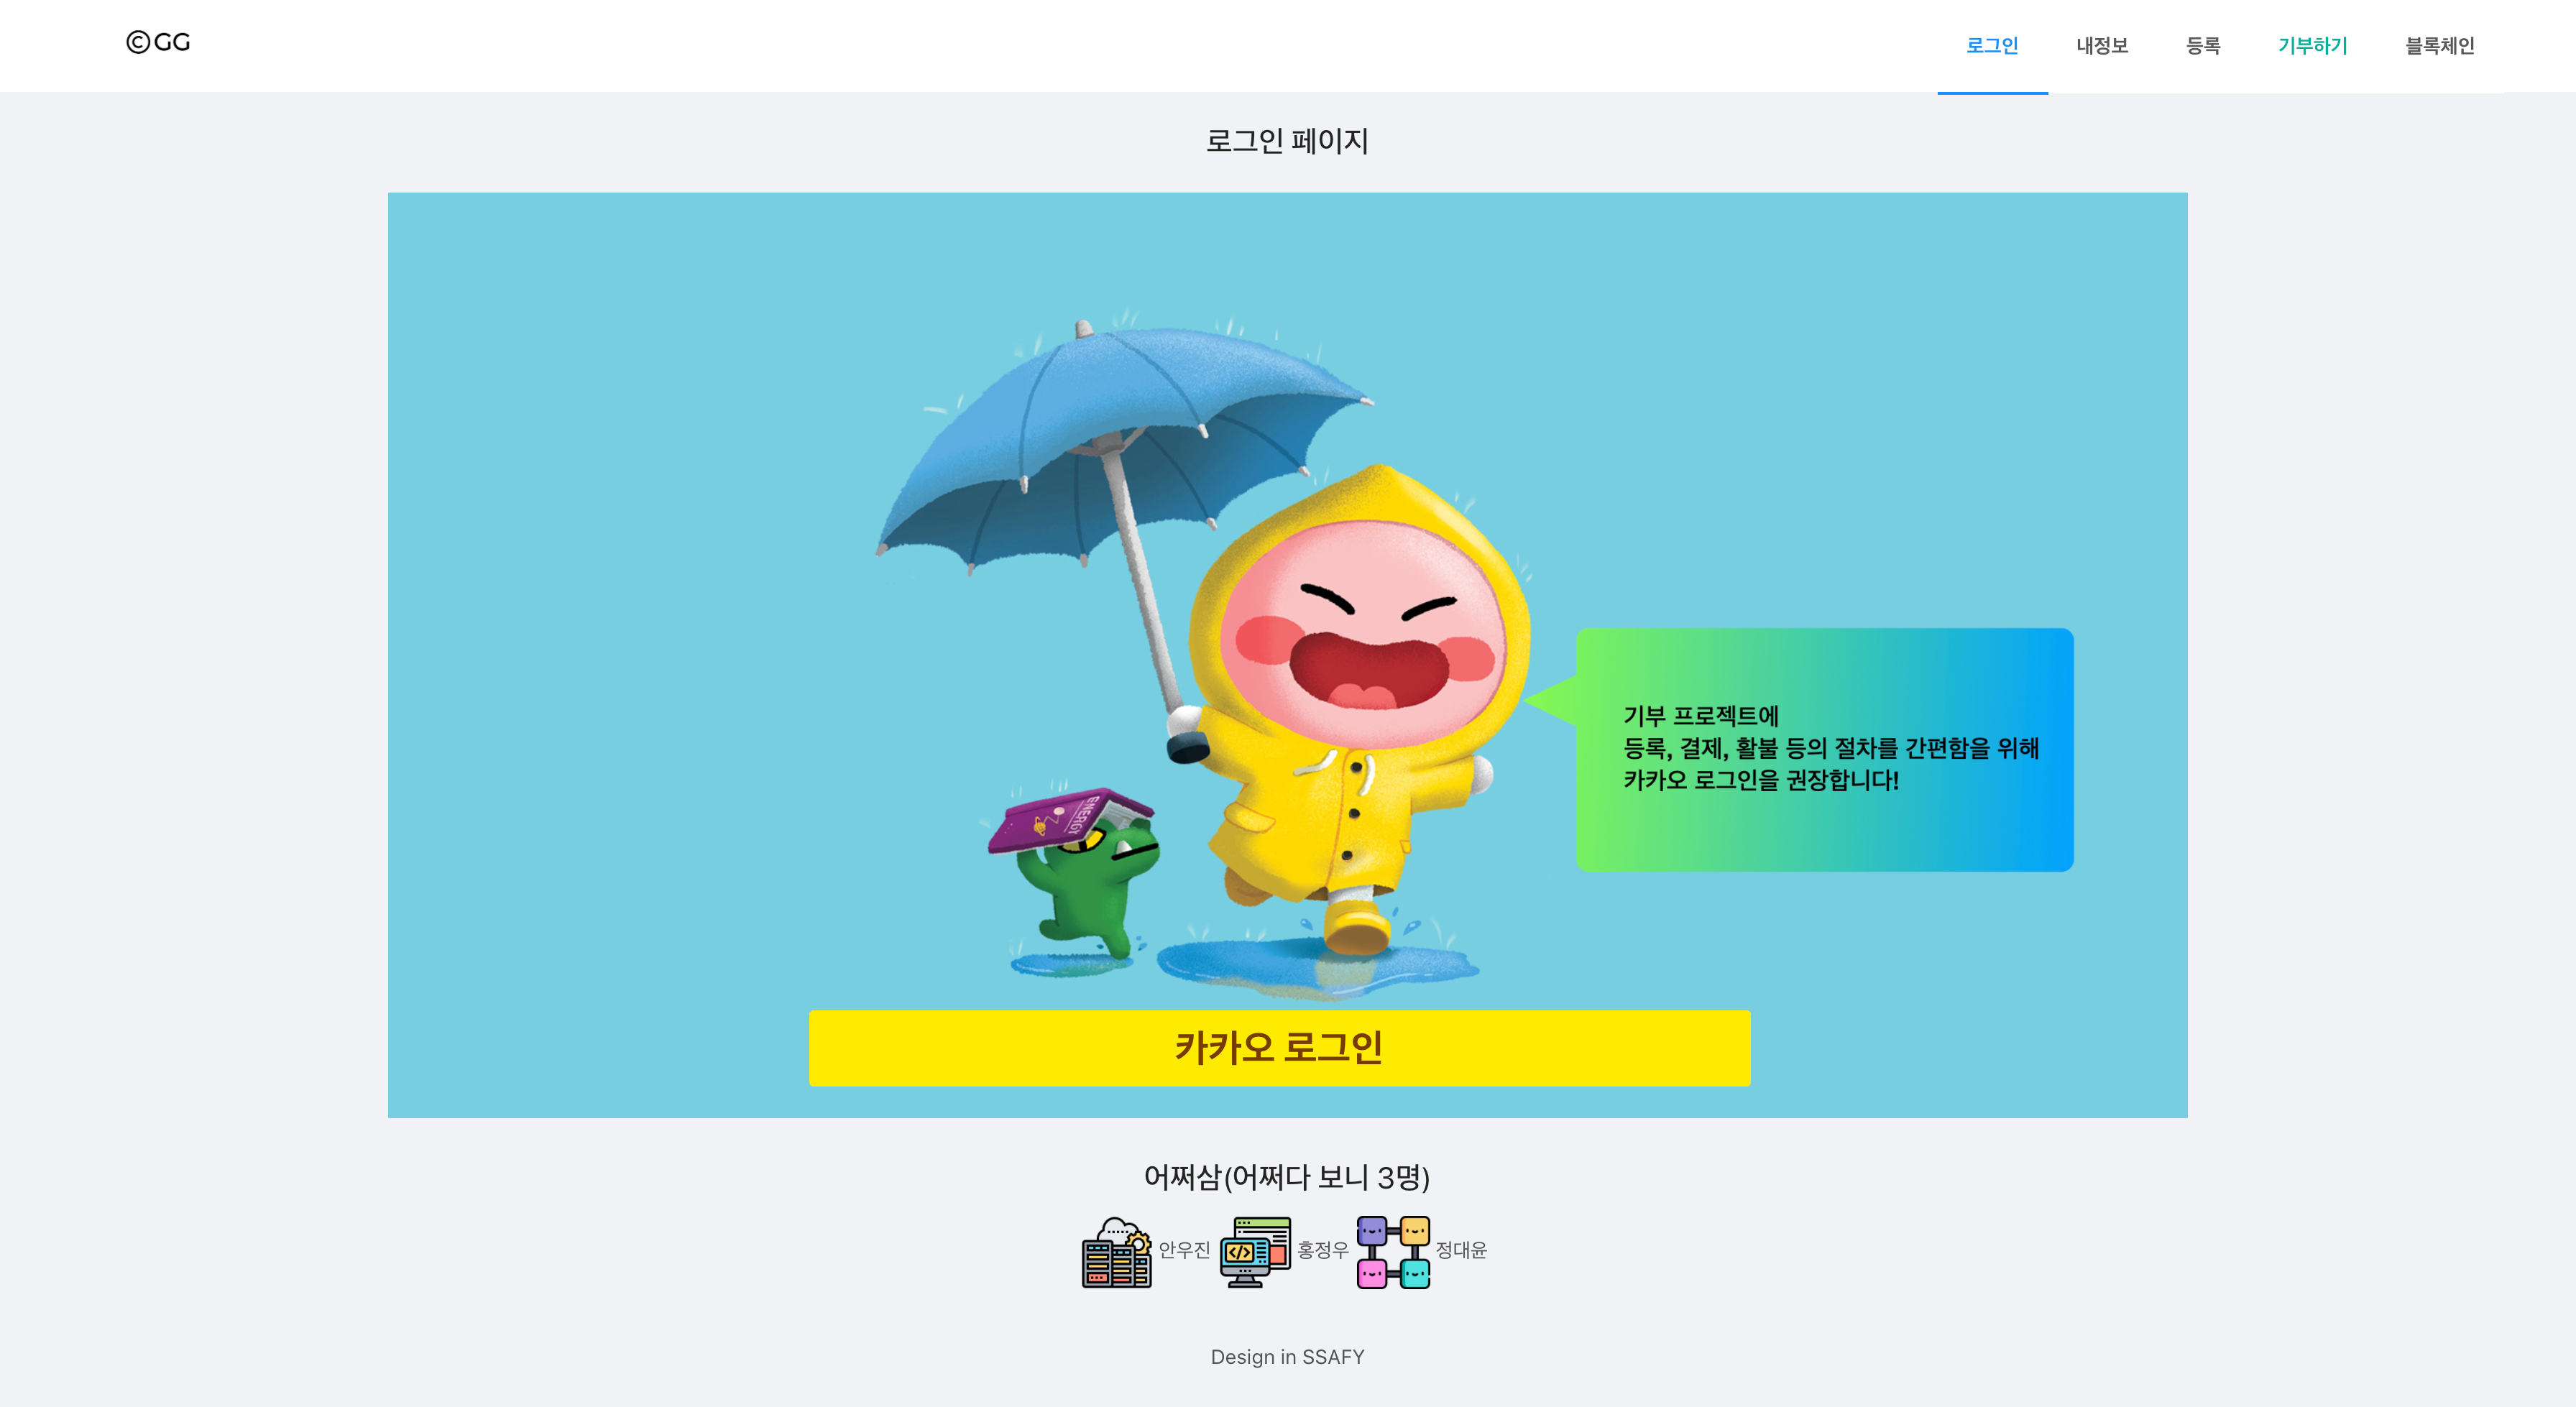 ©GG
로그인 내정보 등록 기부하기 블록체인
로그인 페이지
ENERGY
기부 프로젝트에
등록, 결제, 활불 등의 절차를 간편함을 위해
카카오 로그인을 권장합니다!
카카오 로그인
어쩌삼(어쩌다 보니 3명)
안우진 홍정우 정대윤
Design in SSAFY